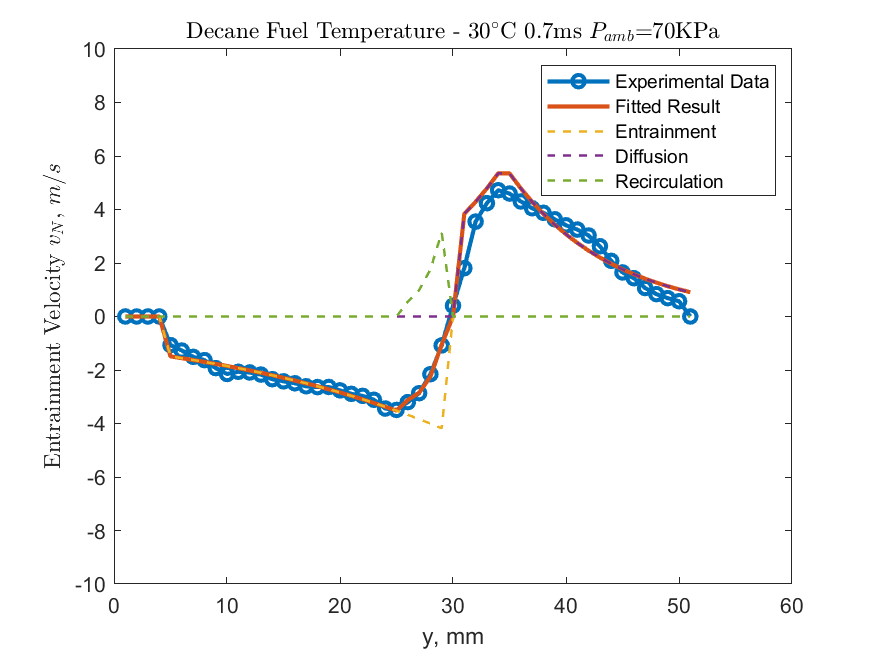 Decane Fuel Temperature - 30°C 0.7ms P_amb=70KPa
10
8
6
4
2
0
-2
-4
-6
-8
-10
Entrainment Velocity v_N, m/s
Experimental Data
Fitted Result
Entrainment
Diffusion
Recirculation
0 10 20 30 40 50 60
y, mm